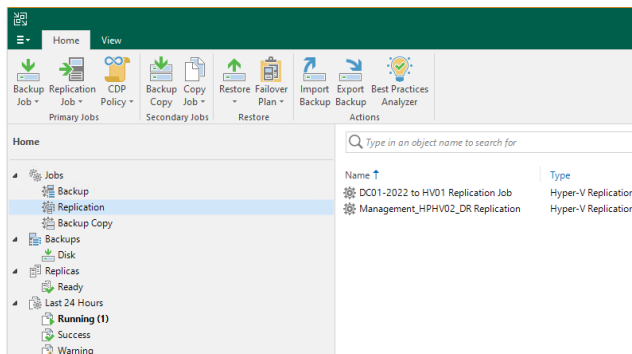 Home View
Backup Replication CDP Backup Copy Restore Failover Import Export Best Practices
Job Job Policy Copy Job Plan Backup Backup Analyzer
Primary Jobs Secondary Jobs Restore Actions
Home
Type in an object name to search for
Jobs
Backup
Replication
Backup Copy
Backups
Disk
Replicas
Ready
Last 24 Hours
Running (1)
Success
Warning
Name Type
DC01-2022 to HV01 Replication Job Hyper-V Replication
Management_HPHV02_DR Replication Hyper-V Replication